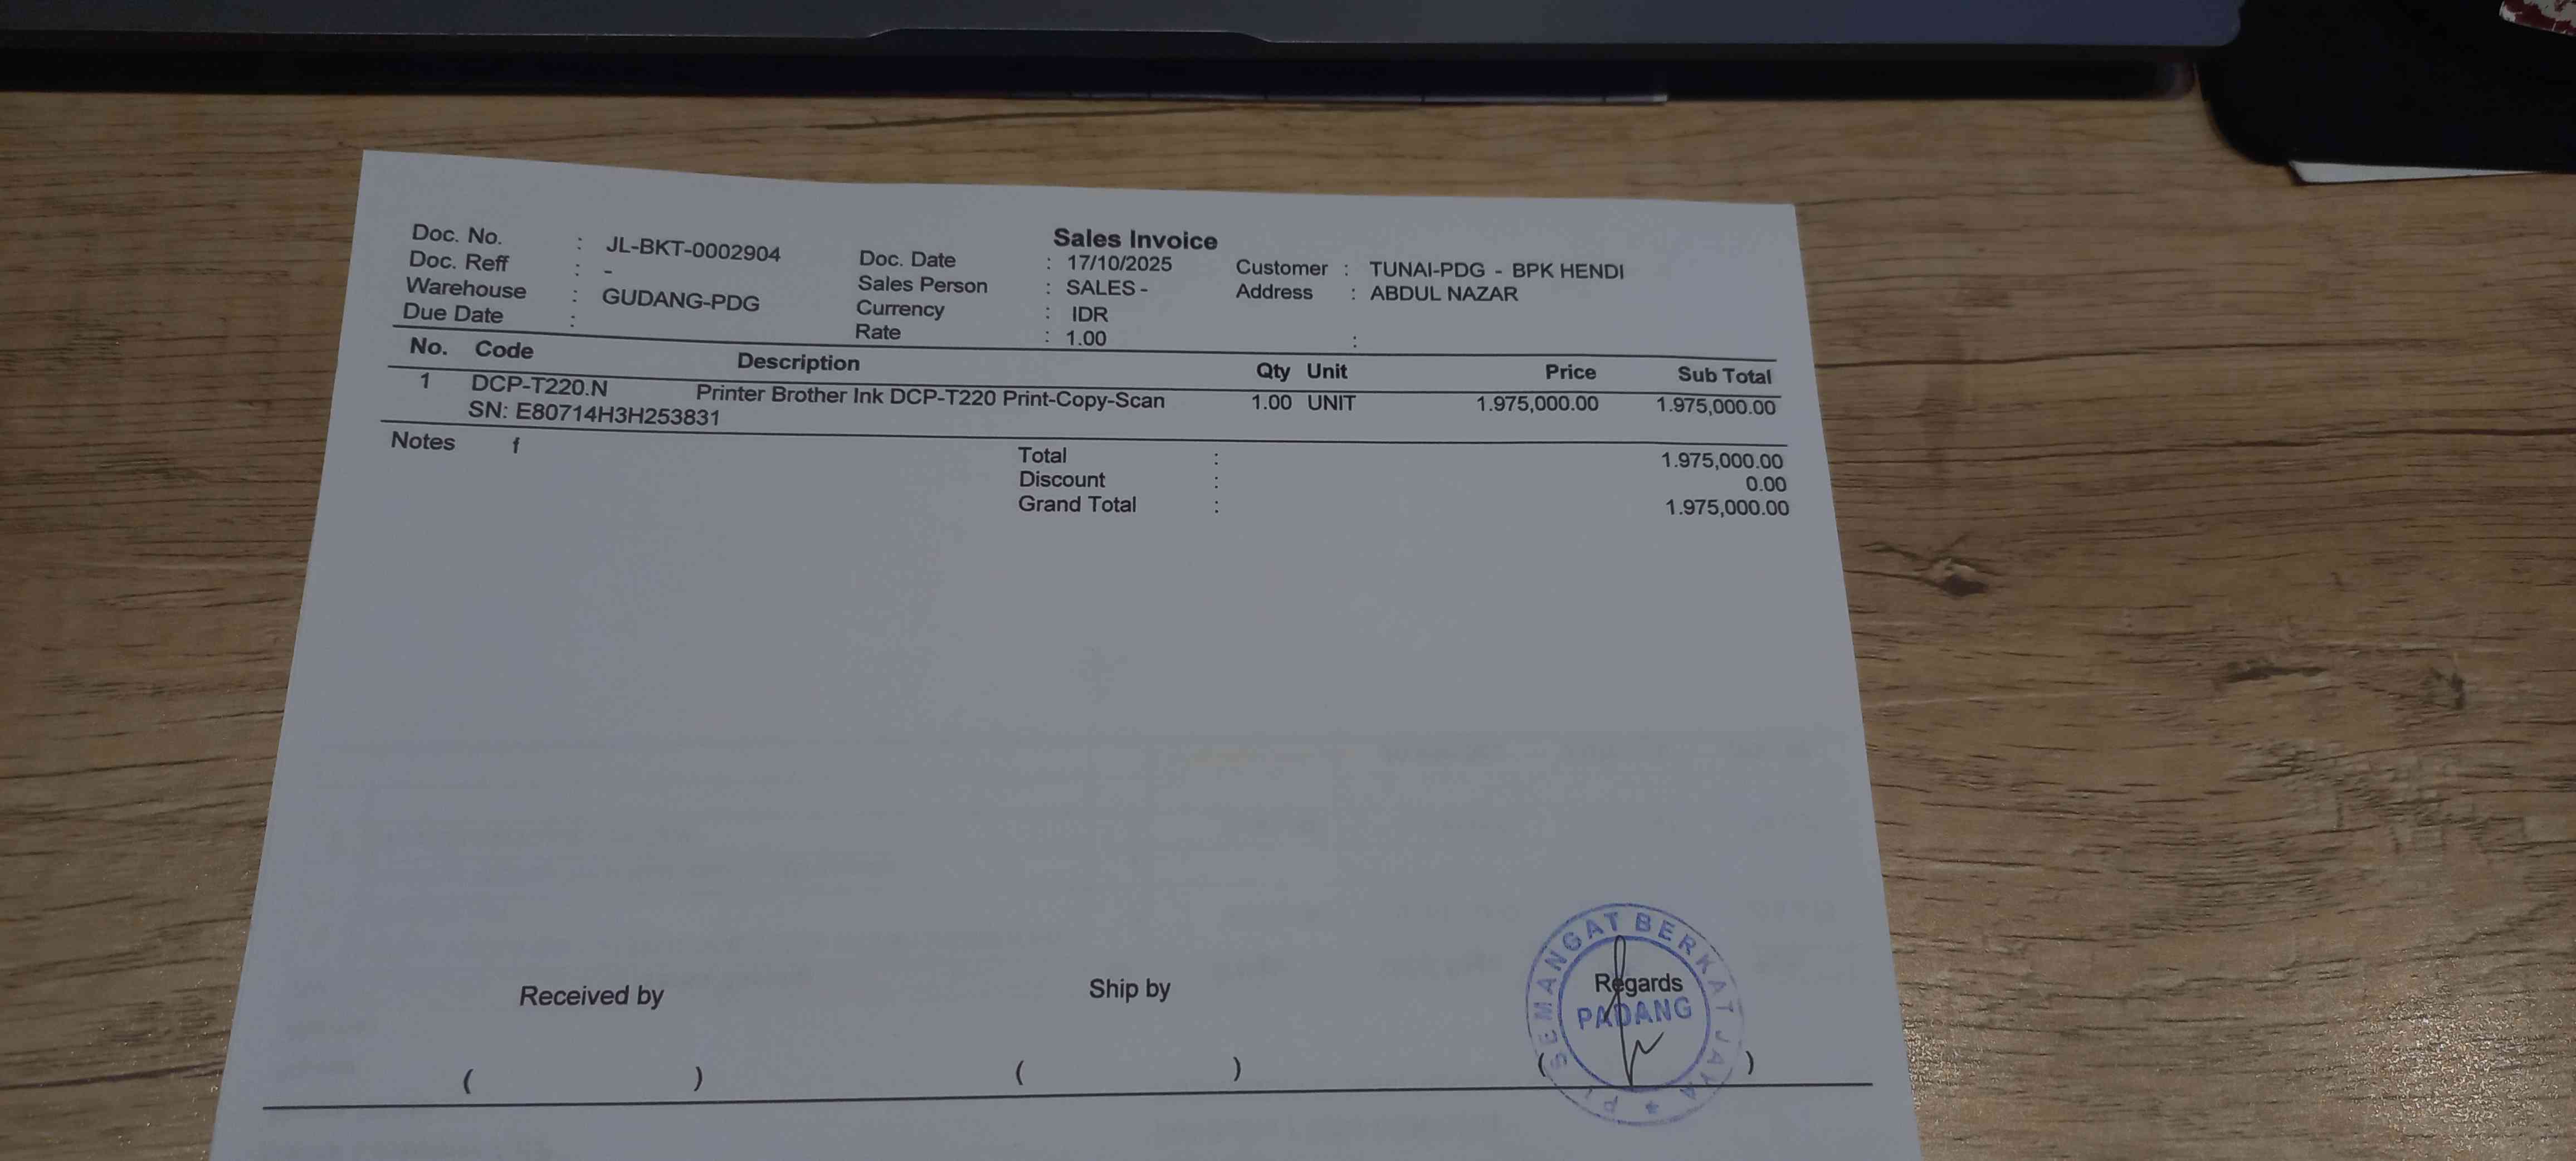 Sales Invoice
Doc. No. : JL-BKT-0002904
Doc. Reff : -
Warehouse : GUDANG-PDG
Due Date :
Doc. Date : 17/10/2025
Sales Person : SALES -
Currency : IDR
Rate : 1.00
Customer : TUNAI-PDG - BPK HENDI
Address : ABDUL NAZAR
:
No. Code Description Qty Unit Price Sub Total
1 DCP-T220.N Printer Brother Ink DCP-T220 Print-Copy-Scan 1.00 UNIT 1.975,000.00 1.975,000.00
SN: E80714H3H253831
Notes f
Total : 1.975,000.00
Discount : 0.00
Grand Total : 1.975,000.00
Received by Ship by Regards
( ) ( ) ( )
PT SEMANGAT BERKAT JAYA *
PADANG